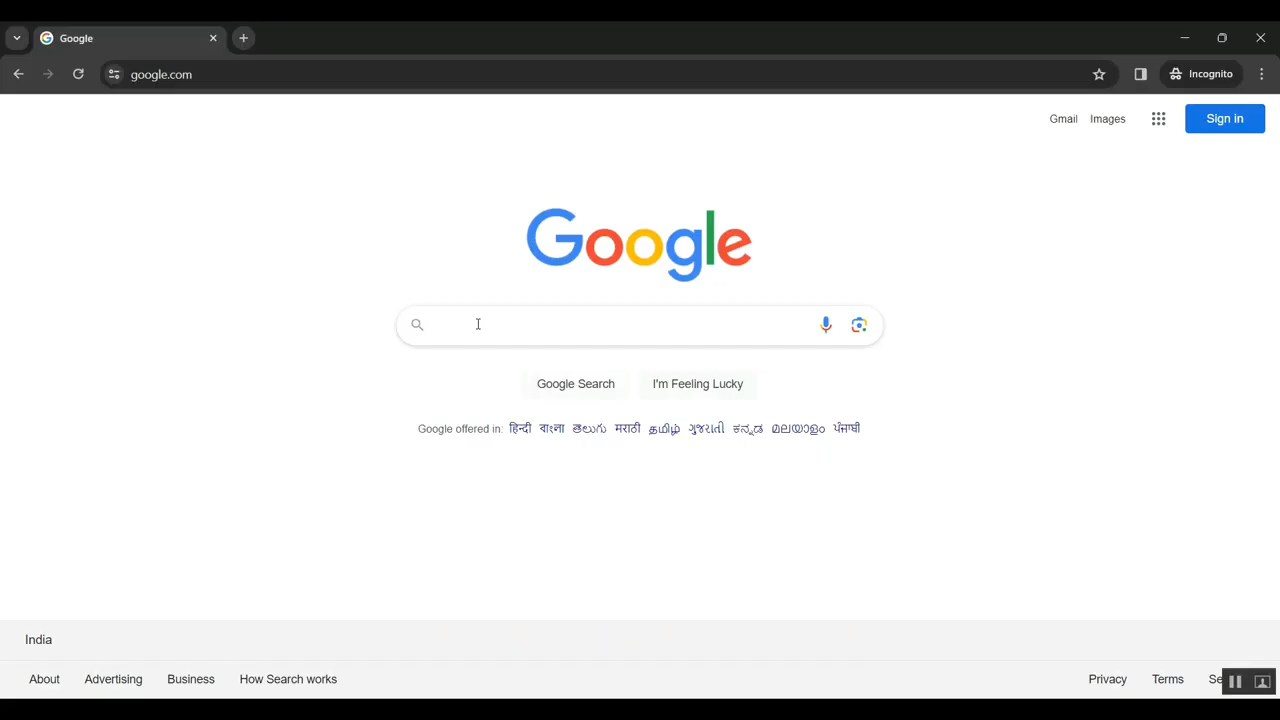 Google
google.com
Incognito
Gmail Images Sign in
Google
Google Search I'm Feeling Lucky
Google offered in: हिन्दी বাংলা తెలుగు मराठी தமிழ் ગુજરાતી ಕನ್ನಡ മലയാളം ਪੰਜਾਬੀ
India
About Advertising Business How Search works Privacy Terms Se